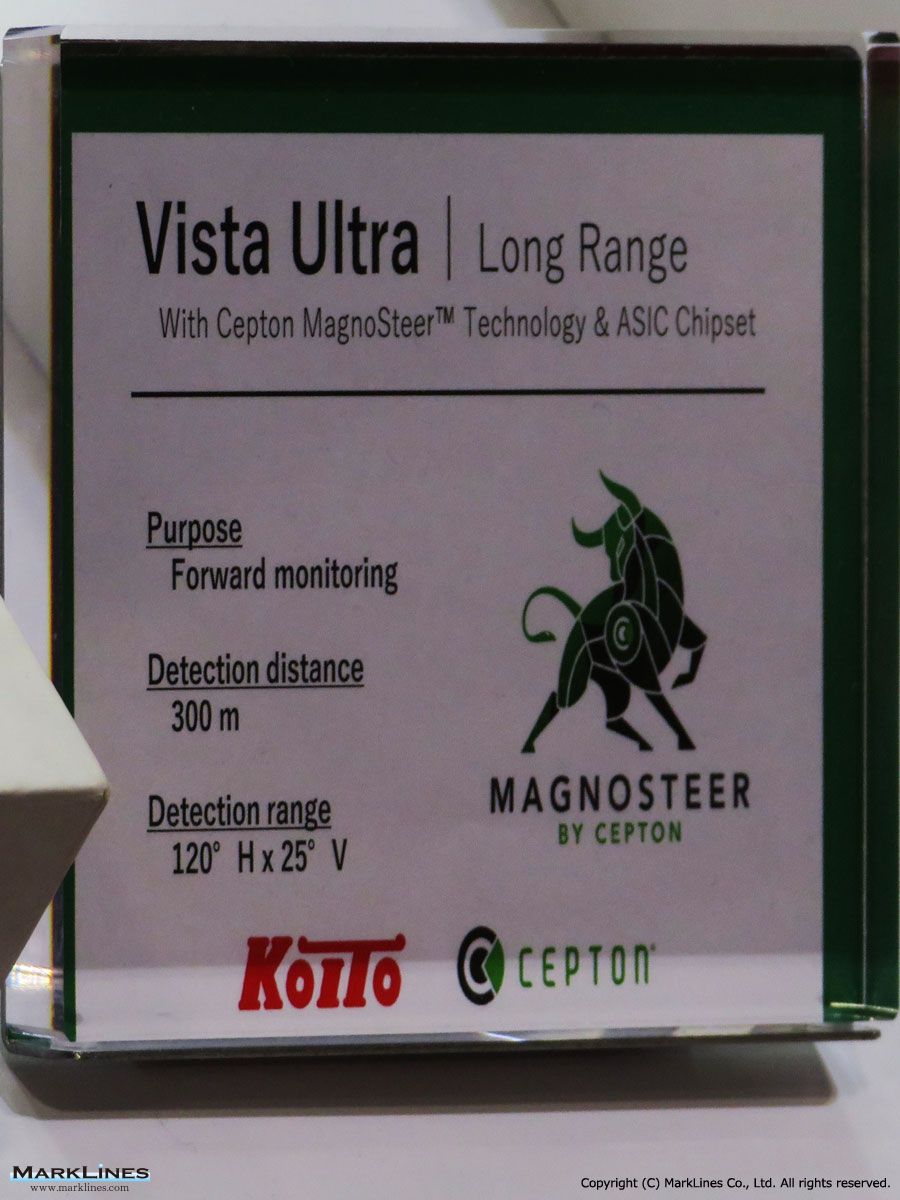 Vista Ultra | Long Range
With Cepton MagnoSteer™ Technology & ASIC Chipset
Purpose
Forward monitoring
Detection distance
300 m
Detection range
120° H x 25° V
MAGNOSTEER
BY CEPTON
KOITO
CEPTON®
MARKLINES
www.marklines.com
Copyright (C) MarkLines Co., Ltd. All rights reserved.